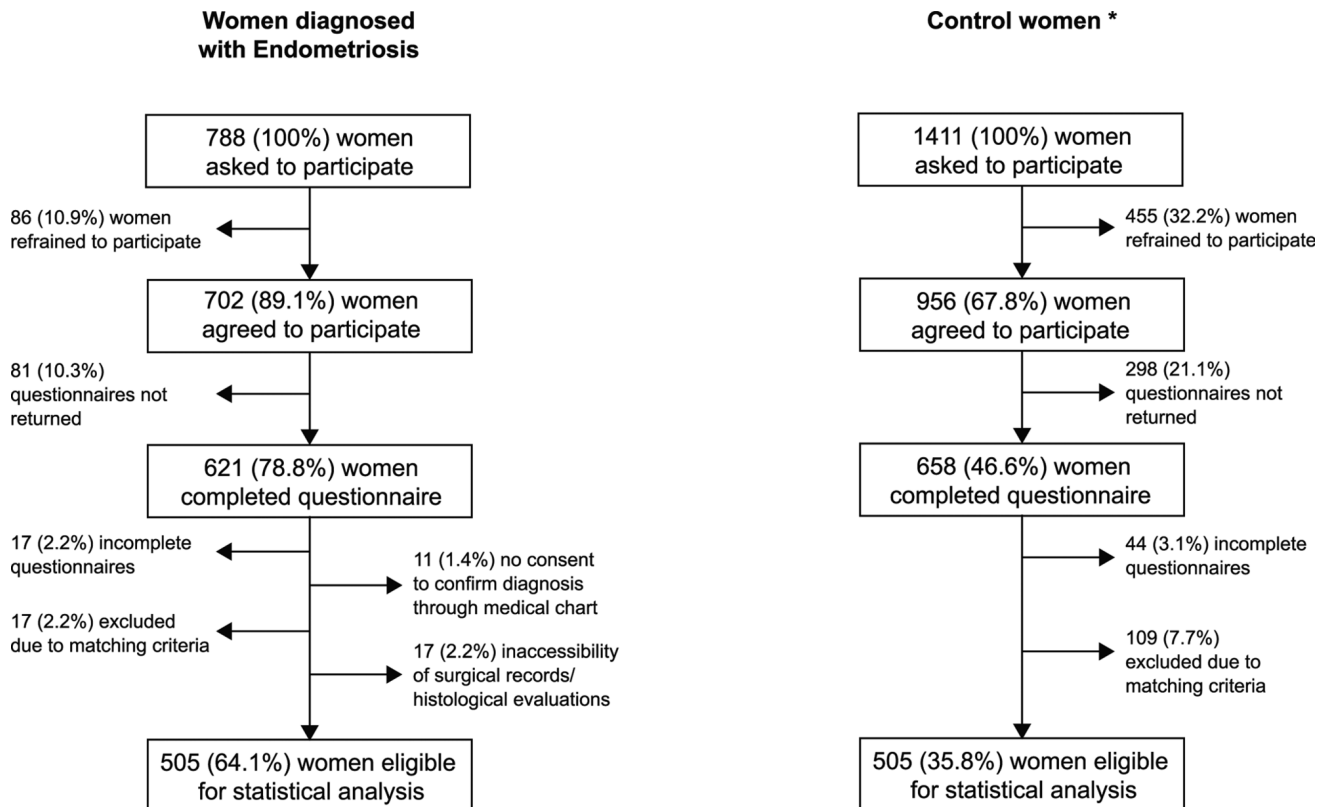 Women diagnosed
with Endometriosis
788 (100%) women
asked to participate
86 (10.9%) women
refrained to participate
702 (89.1%) women
agreed to participate
81 (10.3%)
questionnaires not
returned
621 (78.8%) women
completed questionnaire
17 (2.2%) incomplete
questionnaires
11 (1.4%) no consent
to confirm diagnosis
through medical chart
17 (2.2%) excluded
due to matching criteria
17 (2.2%) inaccessibility
of surgical records/
histological evaluations
505 (64.1%) women eligible
for statistical analysis
Control women *
1411 (100%) women
asked to participate
455 (32.2%) women
refrained to participate
956 (67.8%) women
agreed to participate
298 (21.1%)
questionnaires not
returned
658 (46.6%) women
completed questionnaire
44 (3.1%) incomplete
questionnaires
109 (7.7%)
excluded due to
matching criteria
505 (35.8%) women eligible
for statistical analysis